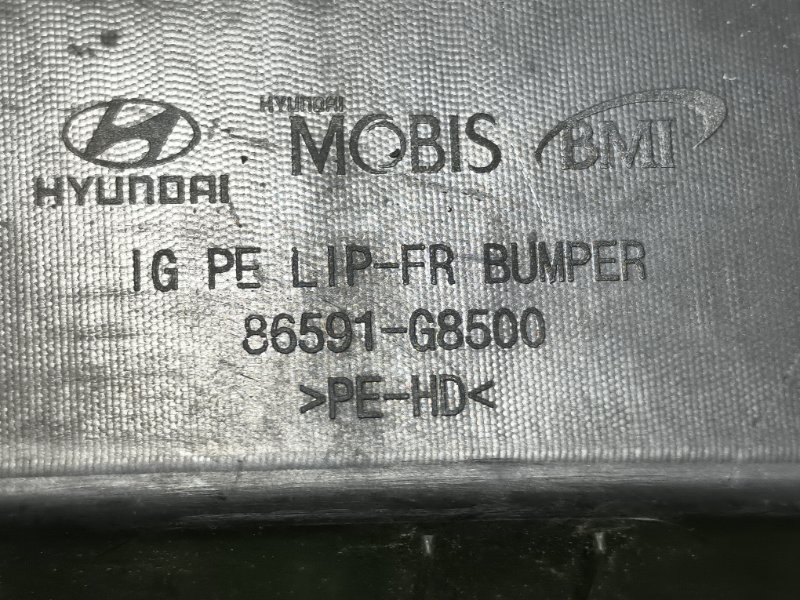 HYUNDAI
HYUNDAI
MOBIS
BMI
IG PE LIP-FR BUMPER
86591-G8500
>PE-HD<